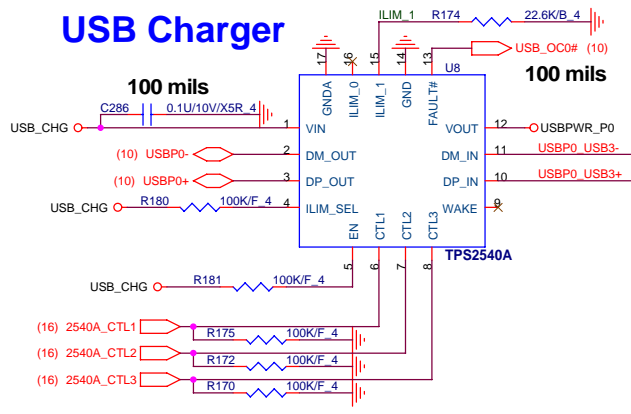 USB Charger
ILIM_1 R174 22.6K/B_4
USB_OC0# (10)
17 16 15 14 13 U8
100 mils 100 mils
C286 0.1U/10V/X5R_4
GNDA ILIM_0 ILIM_1 GND FAULT#
USB_CHG 1 VIN VOUT 12 USBPWR_P0
(10) USBP0- 2 DM_OUT DM_IN 11 USBP0_USB3-
(10) USBP0+ 3 DP_OUT DP_IN 10 USBP0_USB3+
USB_CHG R180 100K/F_4 4 ILIM_SEL WAKE 9
EN CTL1 CTL2 CTL3
TPS2540A
5 6 7 8
USB_CHG R181 100K/F_4
(16) 2540A_CTL1
R175 100K/F_4
(16) 2540A_CTL2
R172 100K/F_4
(16) 2540A_CTL3
R170 100K/F_4